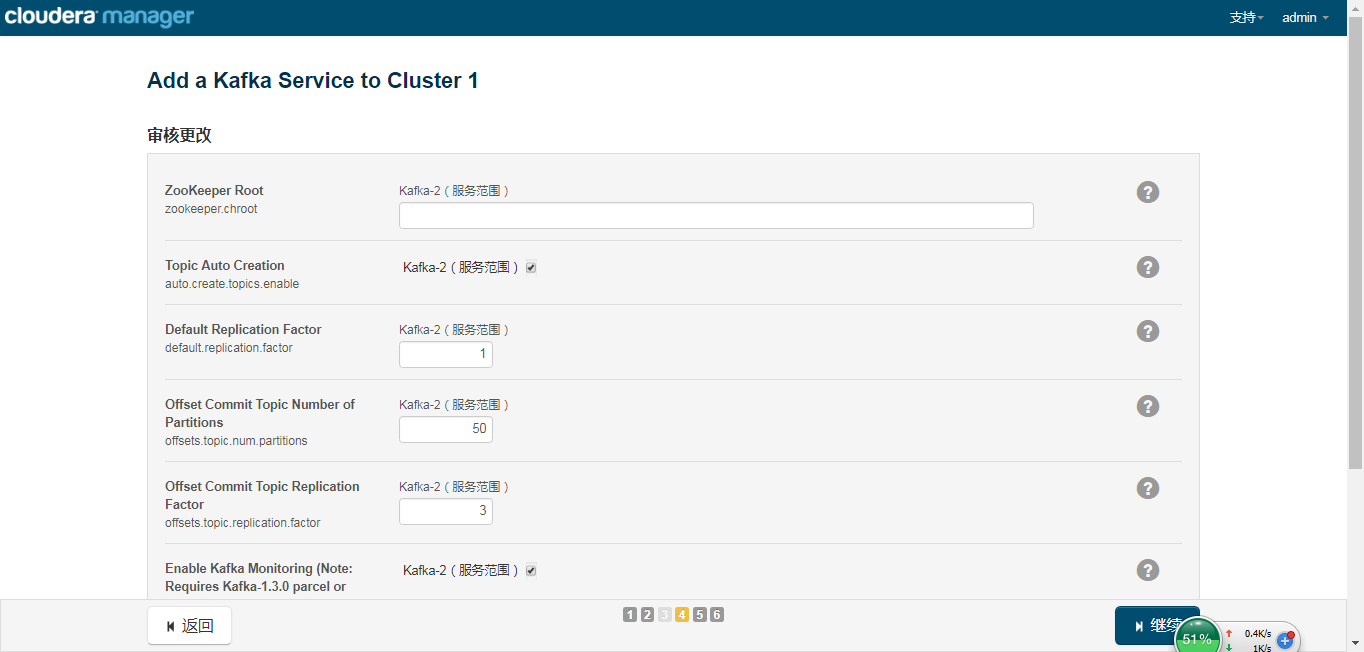 cloudera manager
支持 admin
Add a Kafka Service to Cluster 1
审核更改
ZooKeeper Root
zookeeper.chroot
Kafka-2（服务范围）
?
Topic Auto Creation
auto.create.topics.enable
Kafka-2（服务范围）
?
Default Replication Factor
default.replication.factor
Kafka-2（服务范围）
1
?
Offset Commit Topic Number of
Partitions
offsets.topic.num.partitions
Kafka-2（服务范围）
50
?
Offset Commit Topic Replication
Factor
offsets.topic.replication.factor
Kafka-2（服务范围）
3
?
Enable Kafka Monitoring (Note:
Requires Kafka-1.3.0 parcel or
Kafka-2（服务范围）
?
返回
1 2 3 4 5 6
继续
51%
0.4K/s
1K/s